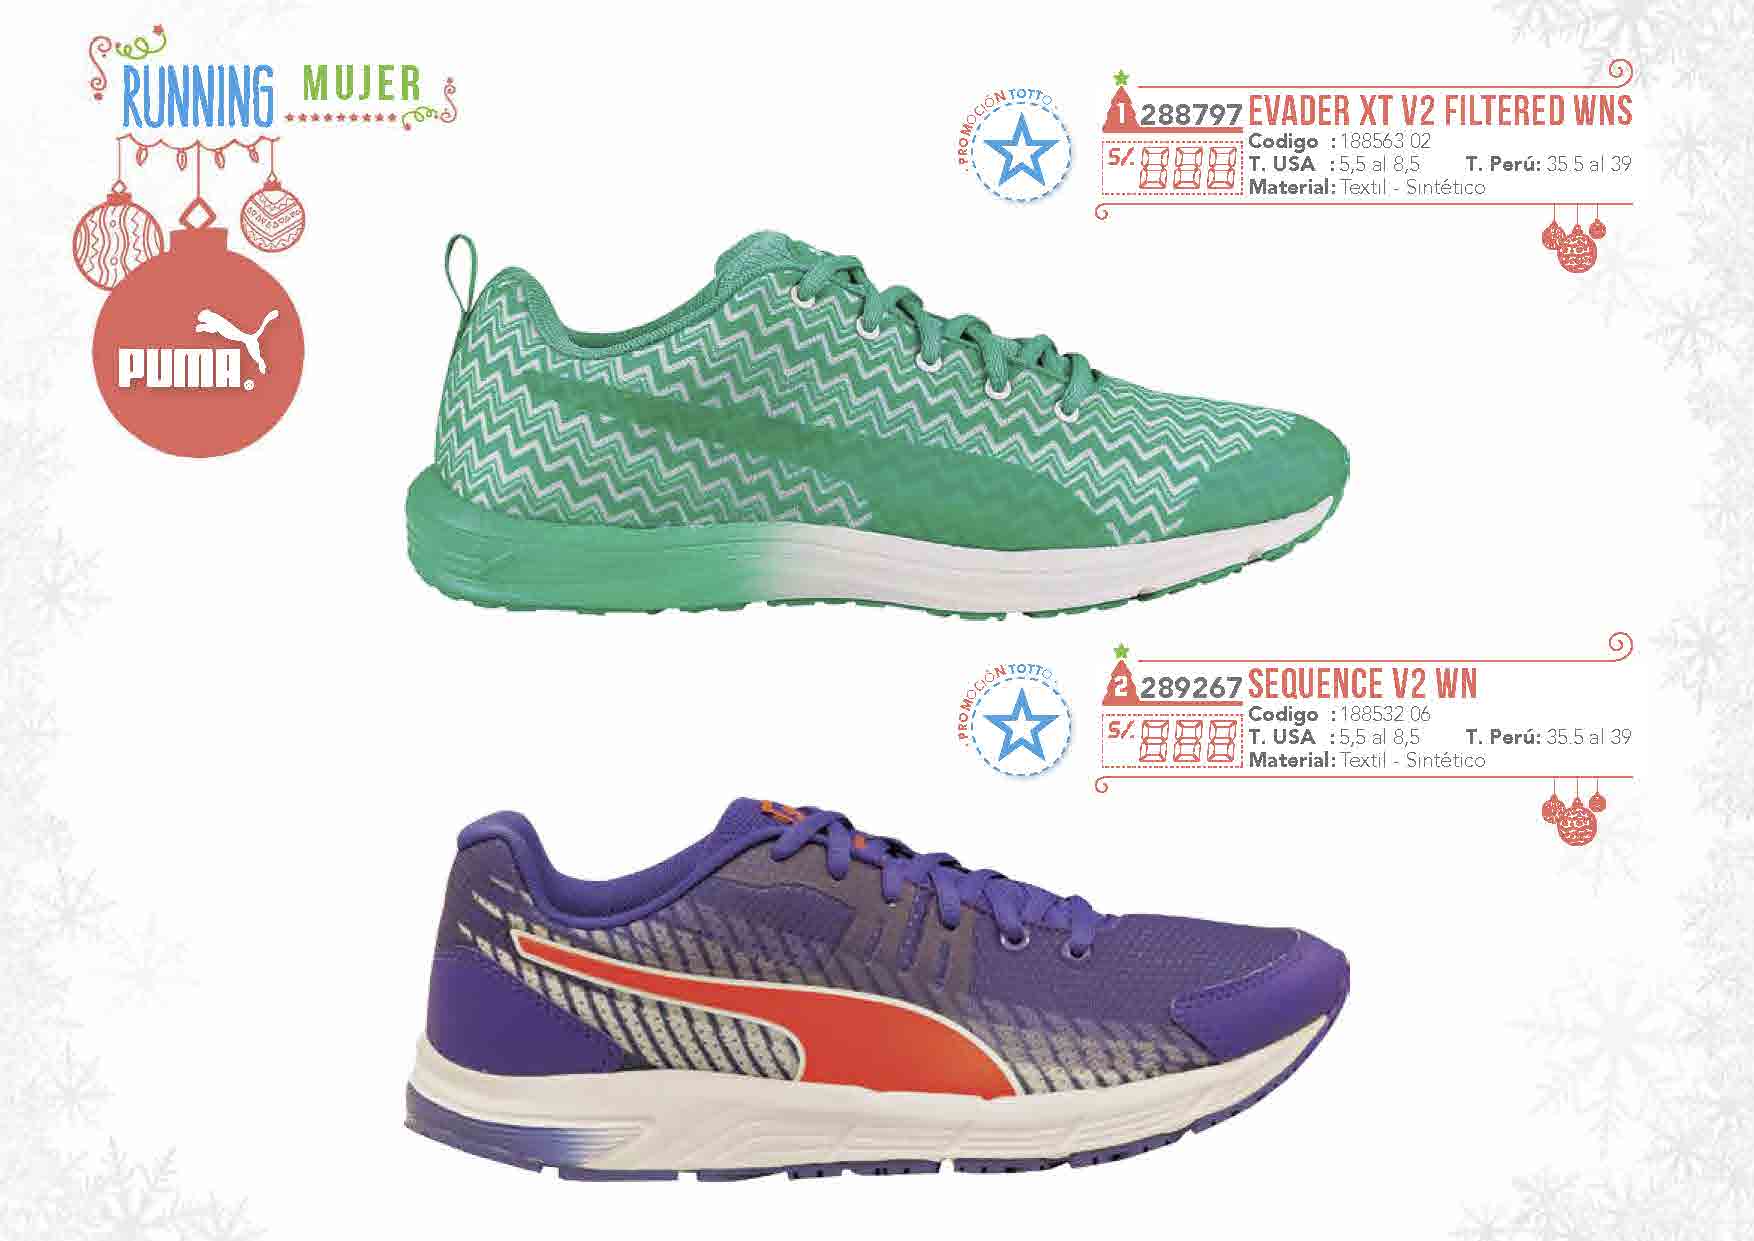 RUNNING MUJER
PUMA®
· PROMOCIÓN TOTTO ·
1 288797 EVADER XT V2 FILTERED WNS
S/. 888
Codigo : 188563 02
T. USA : 5,5 al 8,5 T. Perú: 35.5 al 39
Material: Textil - Sintético
· PROMOCIÓN TOTTO ·
2 289267 SEQUENCE V2 WN
S/. 888
Codigo : 188532 06
T. USA : 5,5 al 8,5 T. Perú: 35.5 al 39
Material: Textil - Sintético